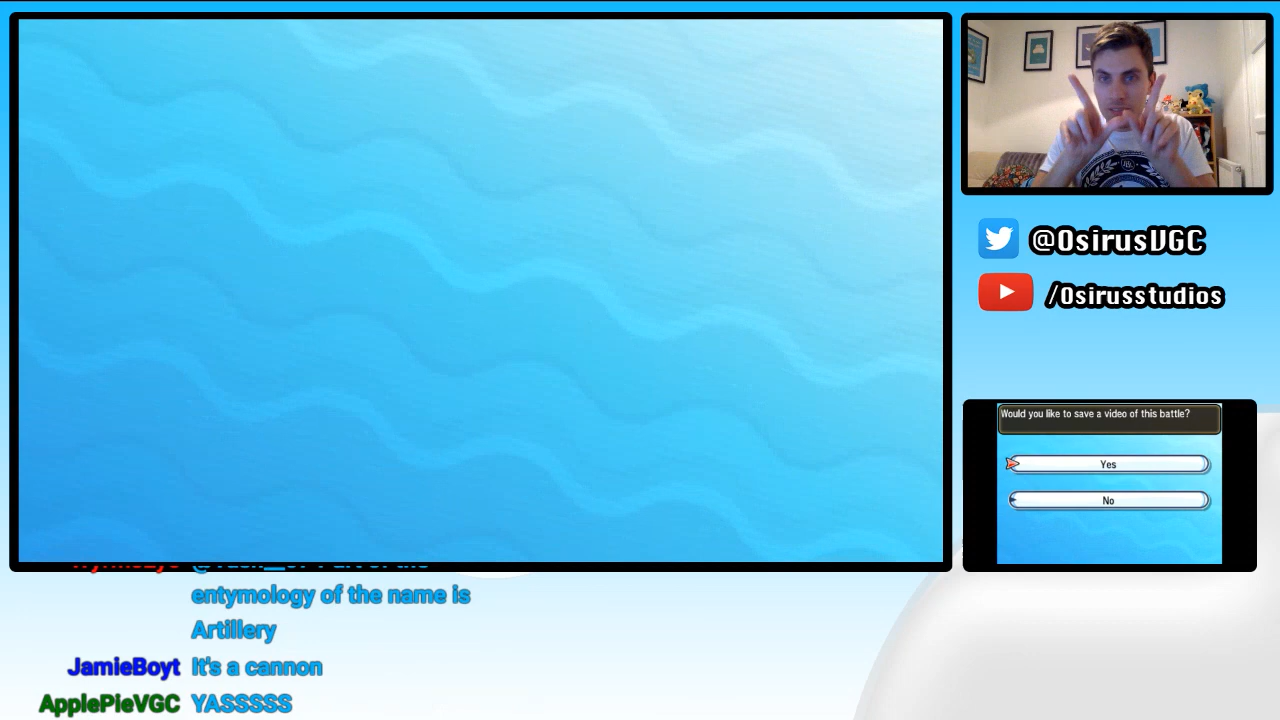 @OsirusVGC
/Osirusstudios
Would you like to save a video of this battle?
Yes
No
entymology of the name is
Artillery
JamieBoyt It's a cannon
ApplePieVGC YASSSSS